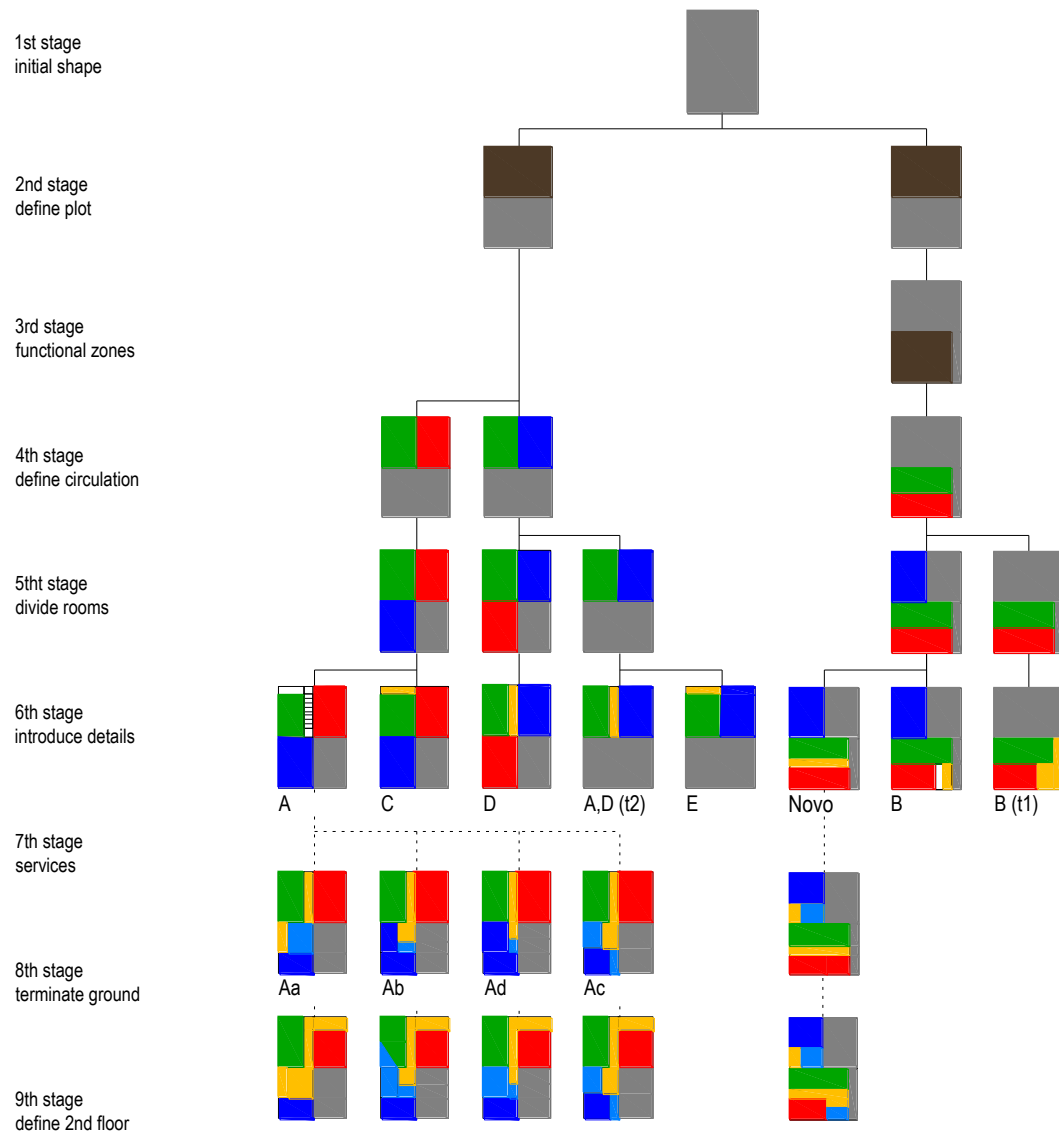 1st stage
initial shape
2nd stage
define plot
3rd stage
functional zones
4th stage
define circulation
5tht stage
divide rooms
6th stage
introduce details
A
C
D
A,D (t2)
E
Novo
B
B (t1)
7th stage
services
8th stage
terminate ground
Aa
Ab
Ad
Ac
9th stage
define 2nd floor